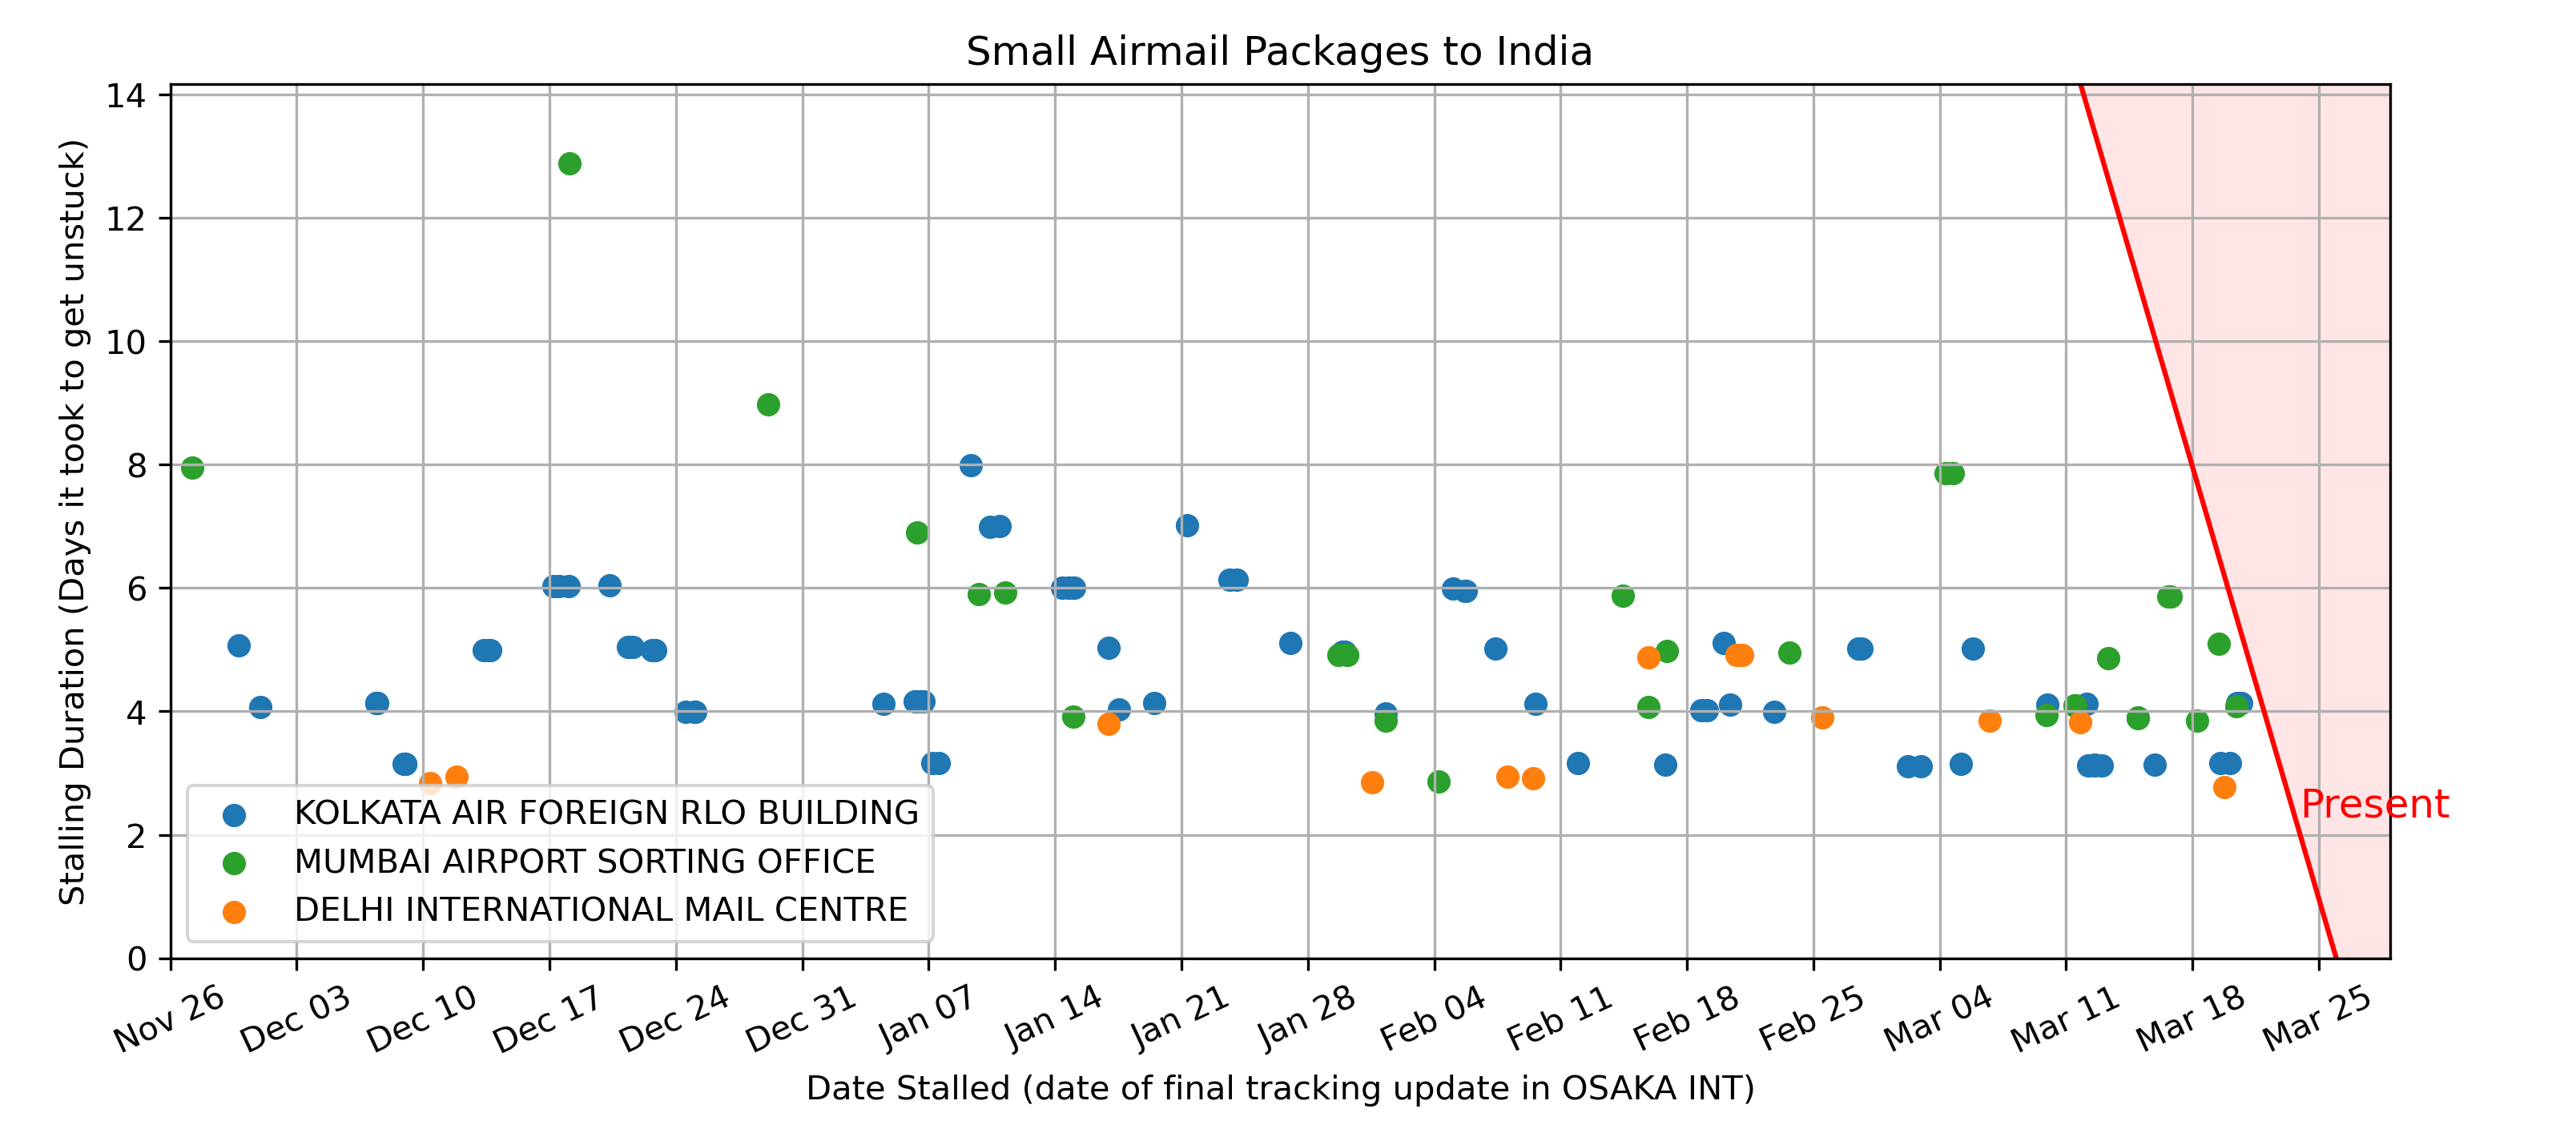 Small Airmail Packages to India
Stalling Duration (Days it took to get unstuck)
14
12
10
8
6
4
2
0
Present
KOLKATA AIR FOREIGN RLO BUILDING
MUMBAI AIRPORT SORTING OFFICE
DELHI INTERNATIONAL MAIL CENTRE
Nov 26
Dec 03
Dec 10
Dec 17
Dec 24
Dec 31
Jan 07
Jan 14
Jan 21
Jan 28
Feb 04
Feb 11
Feb 18
Feb 25
Mar 04
Mar 11
Mar 18
Mar 25
Date Stalled (date of final tracking update in OSAKA INT)